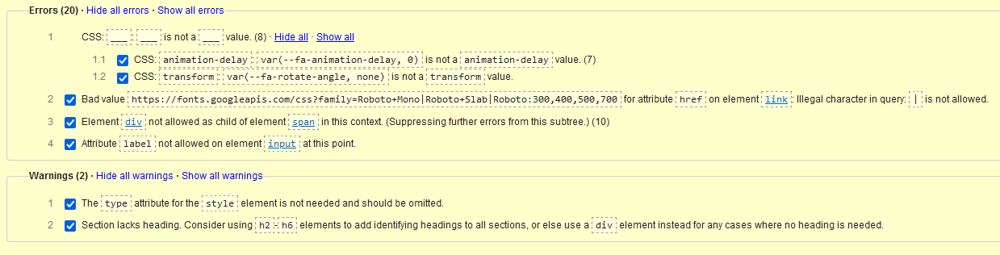 Errors (20) · Hide all errors · Show all errors
1 CSS: ___: ___ is not a ___ value. (8) · Hide all · Show all
1.1 CSS: animation-delay: var(--fa-animation-delay, 0) is not a animation-delay value. (7)
1.2 CSS: transform: var(--fa-rotate-angle, none) is not a transform value.
2 Bad value https://fonts.googleapis.com/css?family=Roboto+Mono|Roboto+Slab|Roboto:300,400,500,700 for attribute href on element link: Illegal character in query: | is not allowed.
3 Element div not allowed as child of element span in this context. (Suppressing further errors from this subtree.) (10)
4 Attribute label not allowed on element input at this point.
Warnings (2) · Hide all warnings · Show all warnings
1 The type attribute for the style element is not needed and should be omitted.
2 Section lacks heading. Consider using h2-h6 elements to add identifying headings to all sections, or else use a div element instead for any cases where no heading is needed.